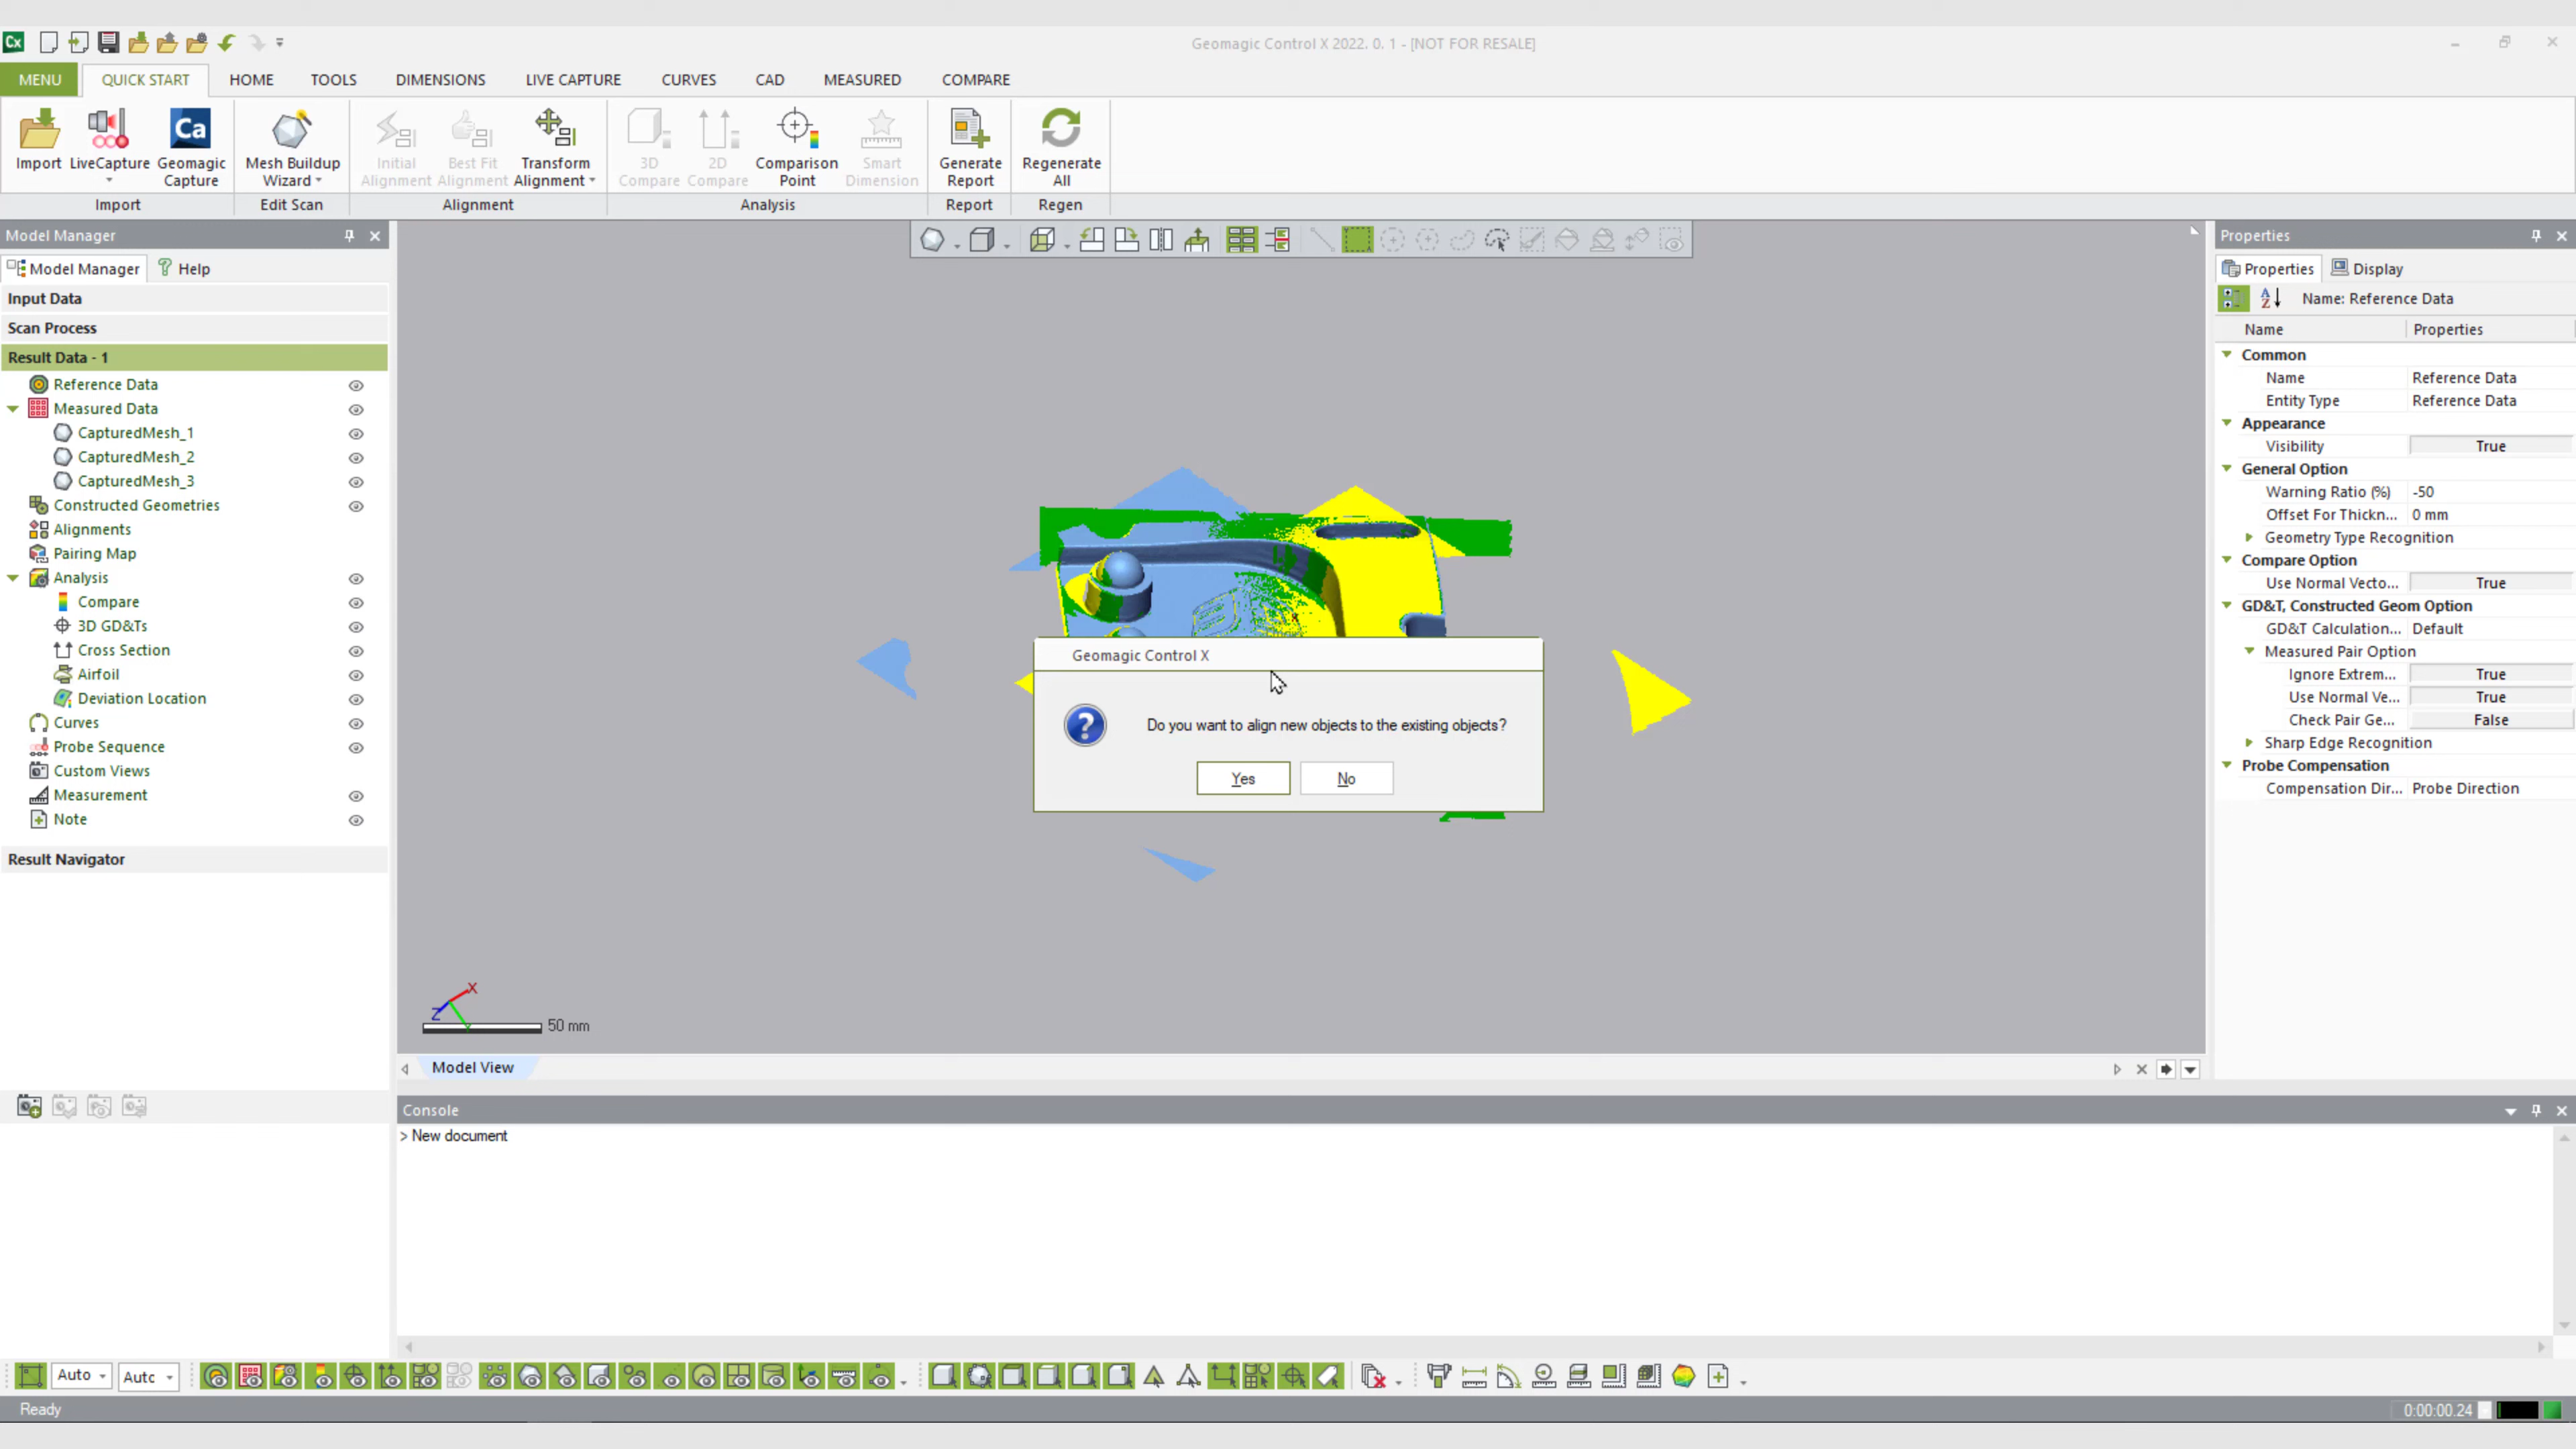 Cx
Geomagic Control X 2022. 0. 1 - [NOT FOR RESALE]
MENU QUICK START HOME TOOLS DIMENSIONS LIVE CAPTURE CURVES CAD MEASURED COMPARE
Import
LiveCapture
Ca
Geomagic
Capture
Mesh Buildup
Wizard
Initial
Alignment
Best Fit
Alignment
Transform
Alignment
3D
Compare
2D
Compare
Comparison
Point
Smart
Dimension
Generate
Report
Regenerate
All
Import Edit Scan Alignment Analysis Report Regen
Model Manager
Model Manager Help
Input Data
Scan Process
Result Data - 1
Reference Data
Measured Data
CapturedMesh_1
CapturedMesh_2
CapturedMesh_3
Constructed Geometries
Alignments
Pairing Map
Analysis
Compare
3D GD&Ts
Cross Section
Airfoil
Deviation Location
Curves
Probe Sequence
Custom Views
Measurement
Note
Result Navigator
Geomagic Control X
Do you want to align new objects to the existing objects?
Yes No
X
Z
50 mm
Model View
Console
> New document
Properties
Properties Display
Name: Reference Data
Name Properties
Common
Name Reference Data
Entity Type Reference Data
Appearance
Visibility True
General Option
Warning Ratio (%) -50
Offset For Thickn... 0 mm
Geometry Type Recognition
Compare Option
Use Normal Vecto... True
GD&T, Constructed Geom Option
GD&T Calculation... Default
Measured Pair Option
Ignore Extrem... True
Use Normal Ve... True
Check Pair Ge... False
Sharp Edge Recognition
Probe Compensation
Compensation Dir... Probe Direction
Auto Autc
Ready
0:00:00.24